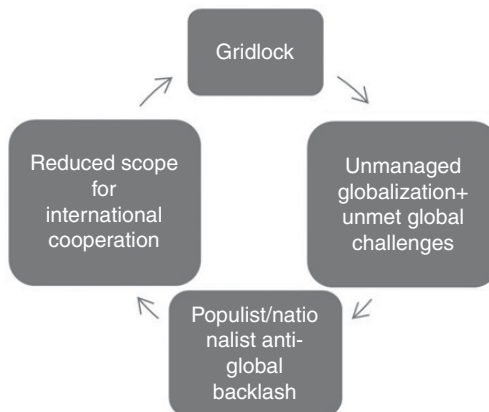 Gridlock
Unmanaged
globalization+
unmet global
challenges
Populist/natio
nalist anti-
global
backlash
Reduced scope
for
international
cooperation